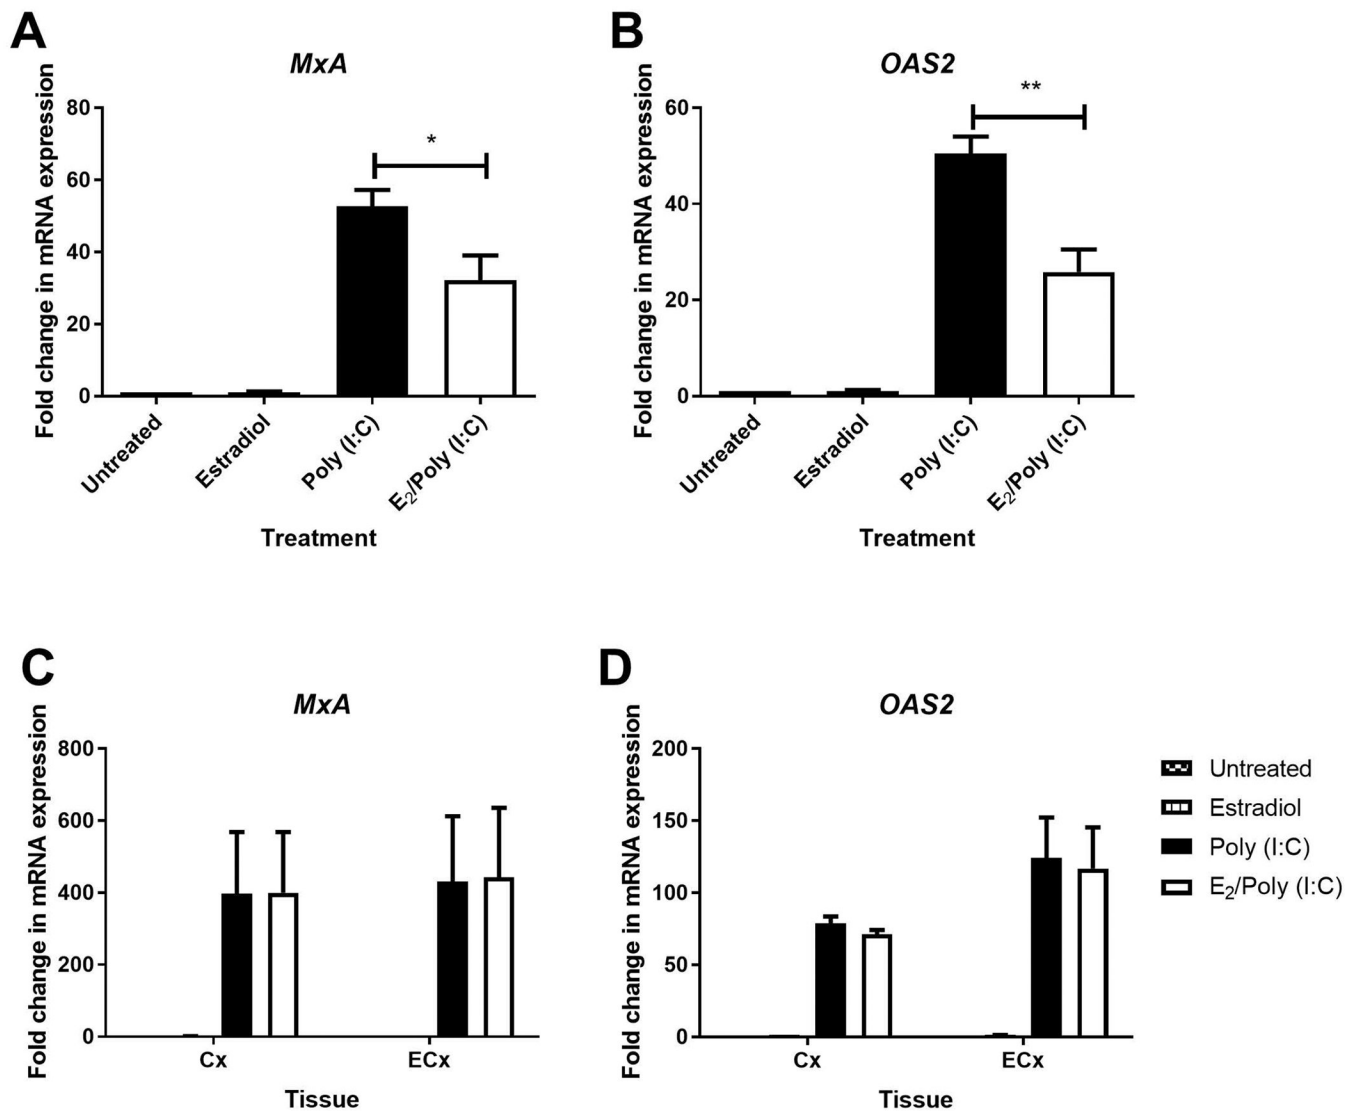 A
MxA
Fold change in mRNA expression
80
60
40
20
0
*
Untreated
Estradiol
Poly (I:C)
E₂/Poly (I:C)
Treatment
B
OAS2
Fold change in mRNA expression
60
40
20
0
**
Untreated
Estradiol
Poly (I:C)
E₂/Poly (I:C)
Treatment
C
MxA
Fold change in mRNA expression
800
600
400
200
0
Cx
ECx
Tissue
D
OAS2
Fold change in mRNA expression
200
150
100
50
0
Cx
ECx
Tissue
Untreated
Estradiol
Poly (I:C)
E₂/Poly (I:C)